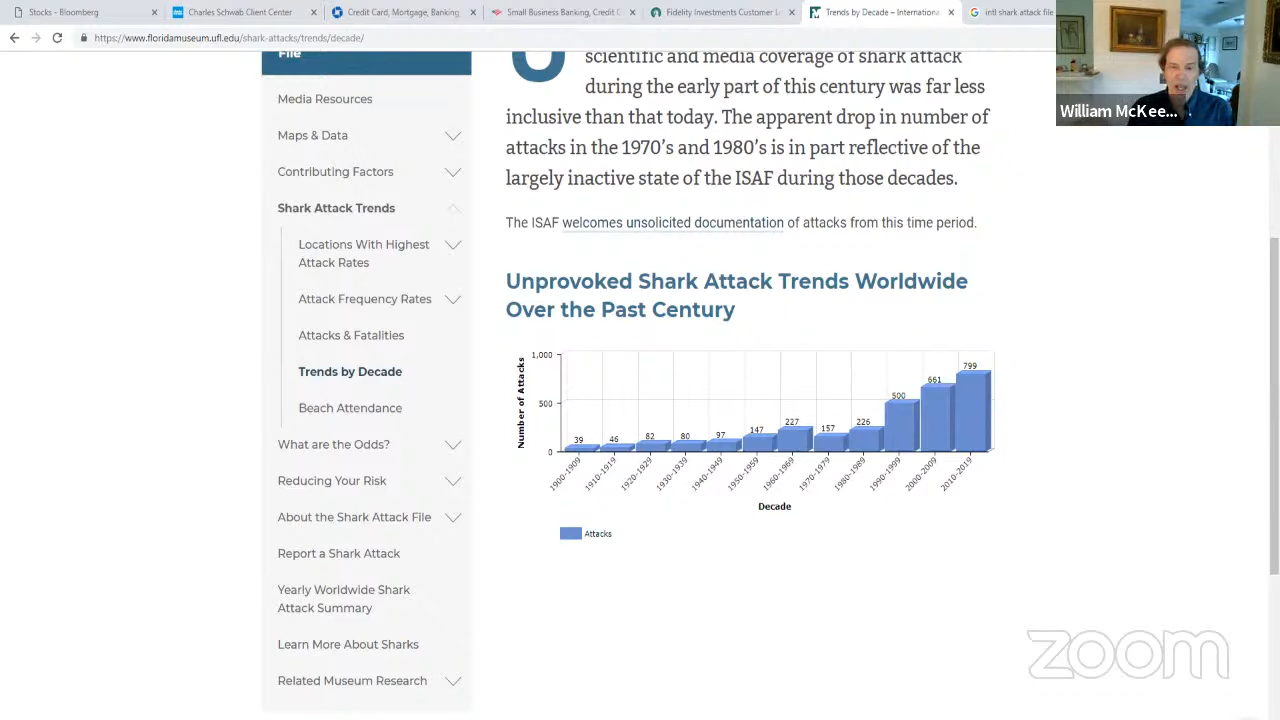 Stocks - Bloomberg
Charles Schwab Client Center
Credit Card, Mortgage, Banking
Small Business Banking, Credit C
Fidelity Investments Customer L
Trends by Decade – Internationa
intl shark attack file
https://www.floridamuseum.ufl.edu/shark-attacks/trends/decade/
William McKee...
File
Media Resources
Maps & Data
Contributing Factors
Shark Attack Trends
Locations With Highest
Attack Rates
Attack Frequency Rates
Attacks & Fatalities
Trends by Decade
Beach Attendance
What are the Odds?
Reducing Your Risk
About the Shark Attack File
Report a Shark Attack
Yearly Worldwide Shark
Attack Summary
Learn More About Sharks
Related Museum Research
scientific and media coverage of shark attack
during the early part of this century was far less
inclusive than that today. The apparent drop in number of
attacks in the 1970's and 1980's is in part reflective of the
largely inactive state of the ISAF during those decades.
The ISAF welcomes unsolicited documentation of attacks from this time period.
Unprovoked Shark Attack Trends Worldwide
Over the Past Century
Number of Attacks
1,000
500
0
39
46
82
80
97
147
227
157
226
500
661
799
1900-1909
1910-1919
1920-1929
1930-1939
1940-1949
1950-1959
1960-1969
1970-1979
1980-1989
1990-1999
2000-2009
2010-2019
Decade
Attacks
zoom